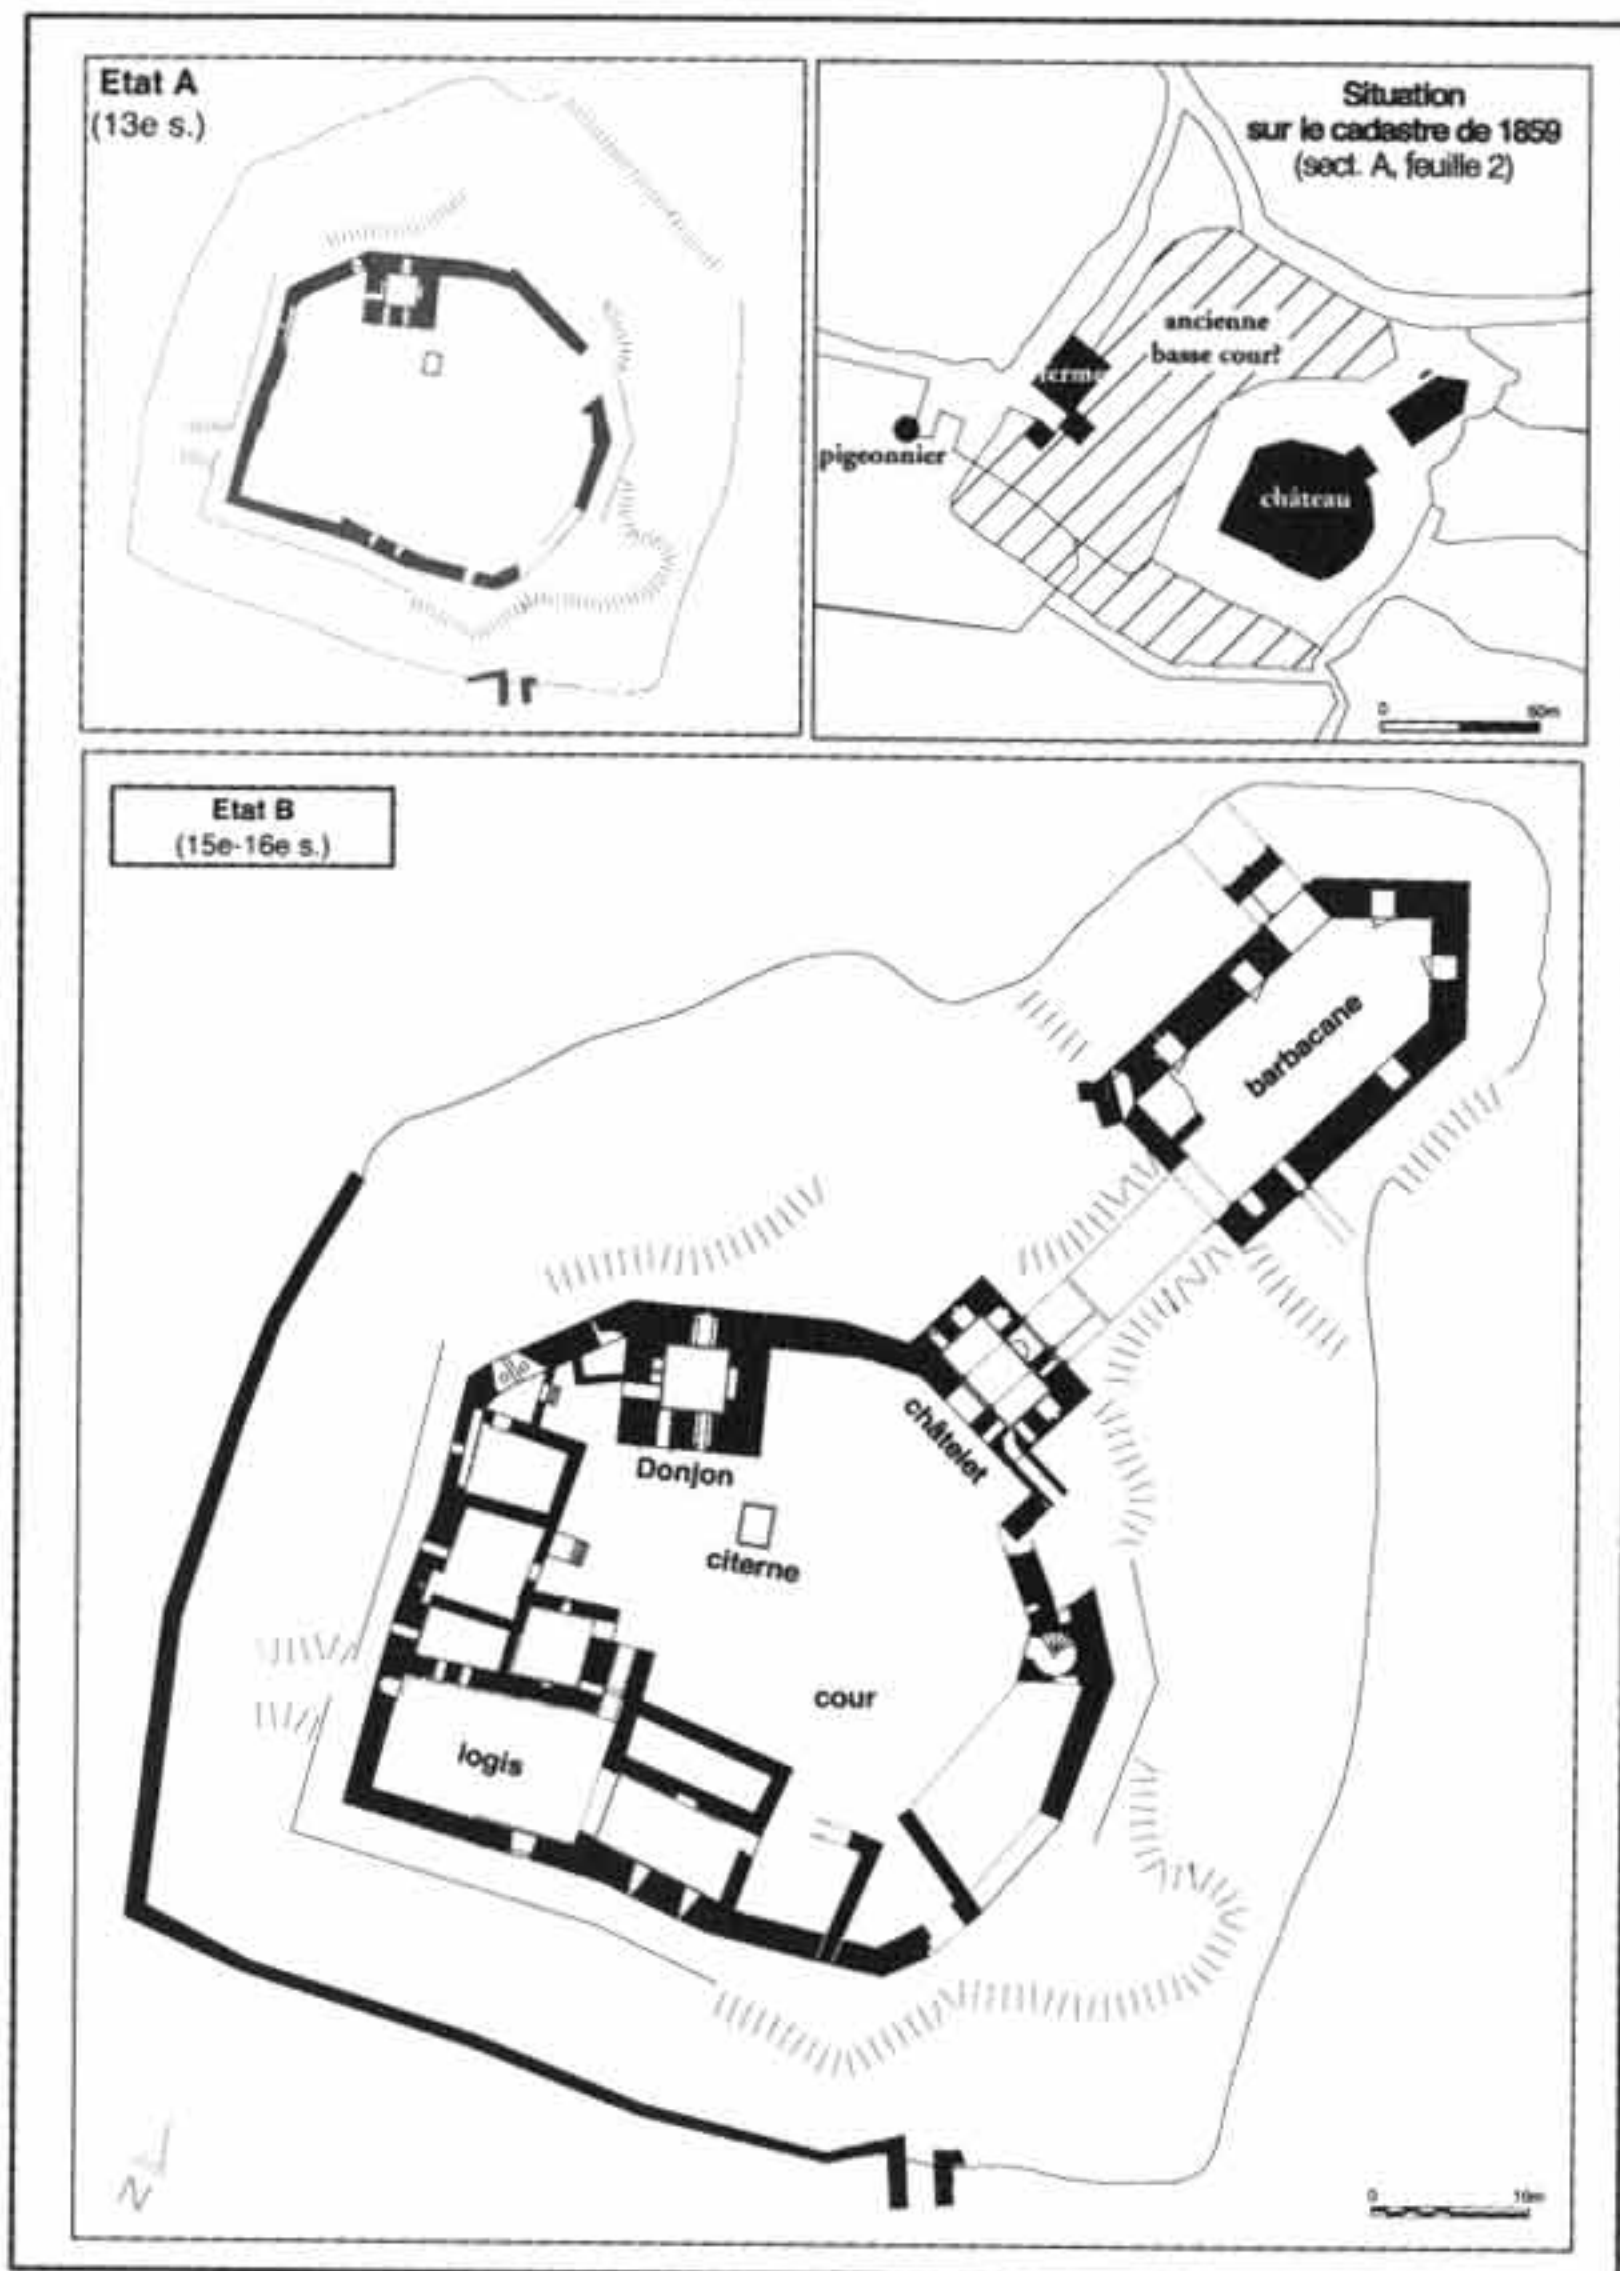 Etat A
(13e s.)
Situation
sur le cadastre de 1859
(sect. A, feuille 2)
ancienne
basse cour?
ferme
pigeonnier
château
0 50m
Etat B
(15e-16e s.)
barbacane
châtelet
Donjon
citerne
cour
logis
N
0 10m